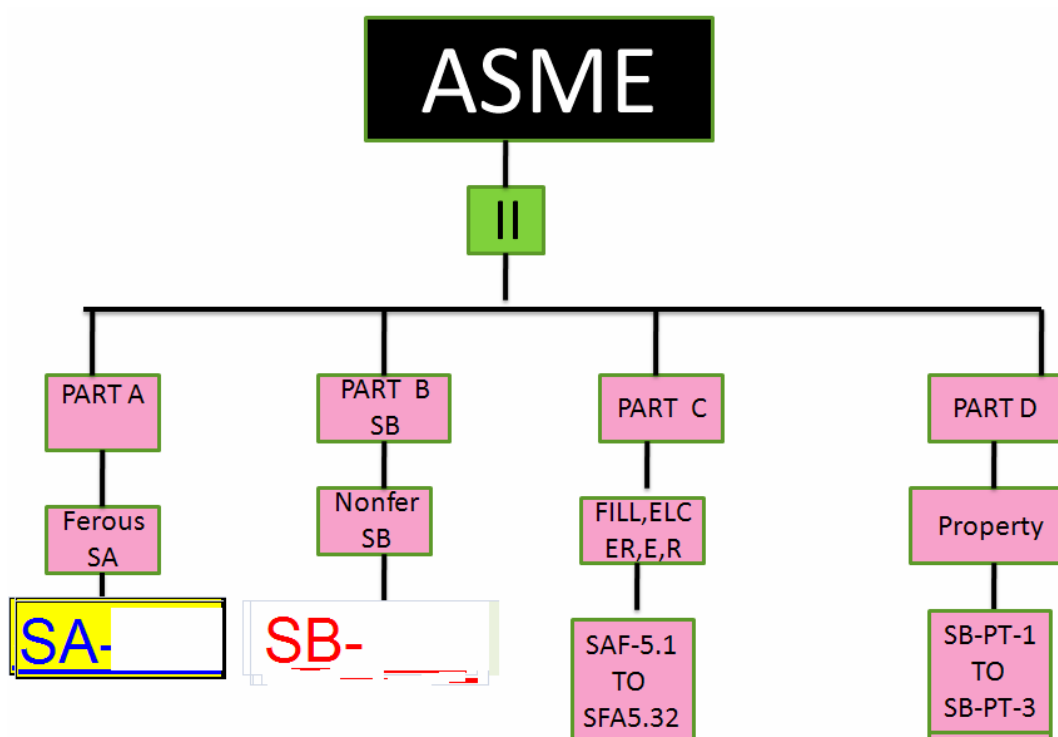 ASME
II
PART A
PART B
SB
PART C
PART D
Ferous
SA
Nonfer
SB
FILL,ELC
ER,E,R
Property
SA-
SB-
SAF-5.1
TO
SFA5.32
SB-PT-1
TO
SB-PT-3